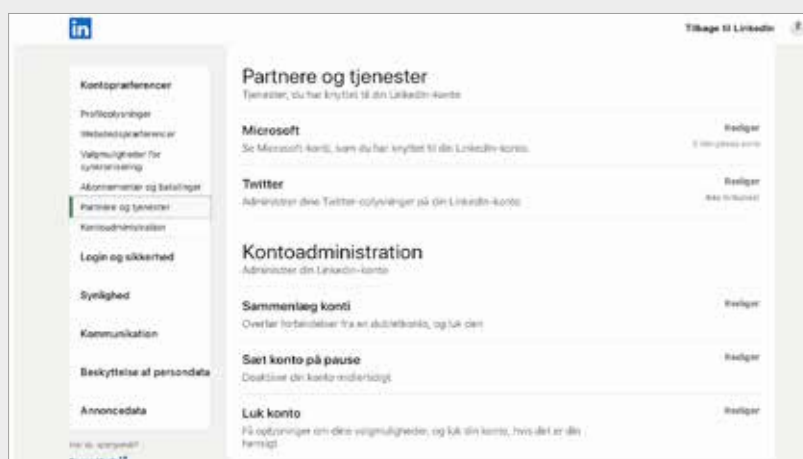 in
Tilbage til LinkedIn
Kontopræferencer
Profiloplysninger
Webstedspræferencer
Valgmuligheder for
synkronisering
Abonnementer og betalinger
Partnere og tjenester
Kontoadministration
Login og sikkerhed
Synlighed
Kommunikation
Beskyttelse af persondata
Annoncedata
Partnere og tjenester
Tjenester, du har knyttet til din LinkedIn-konto
Microsoft
Rediger
Se Microsoft-konti, som du har knyttet til din LinkedIn-konto.
Twitter
Rediger
Administrer dine Twitter-oplysninger på din LinkedIn-konto
Kontoadministration
Administrer din LinkedIn-konto
Sammenlæg konti
Rediger
Overfør forbindelser fra en dubletkonto, og luk den
Sæt konto på pause
Rediger
Deaktiver din konto midlertidigt
Luk konto
Rediger
Få oplysninger om dine valgmuligheder, og luk din konto, hvis det er din
hensigt